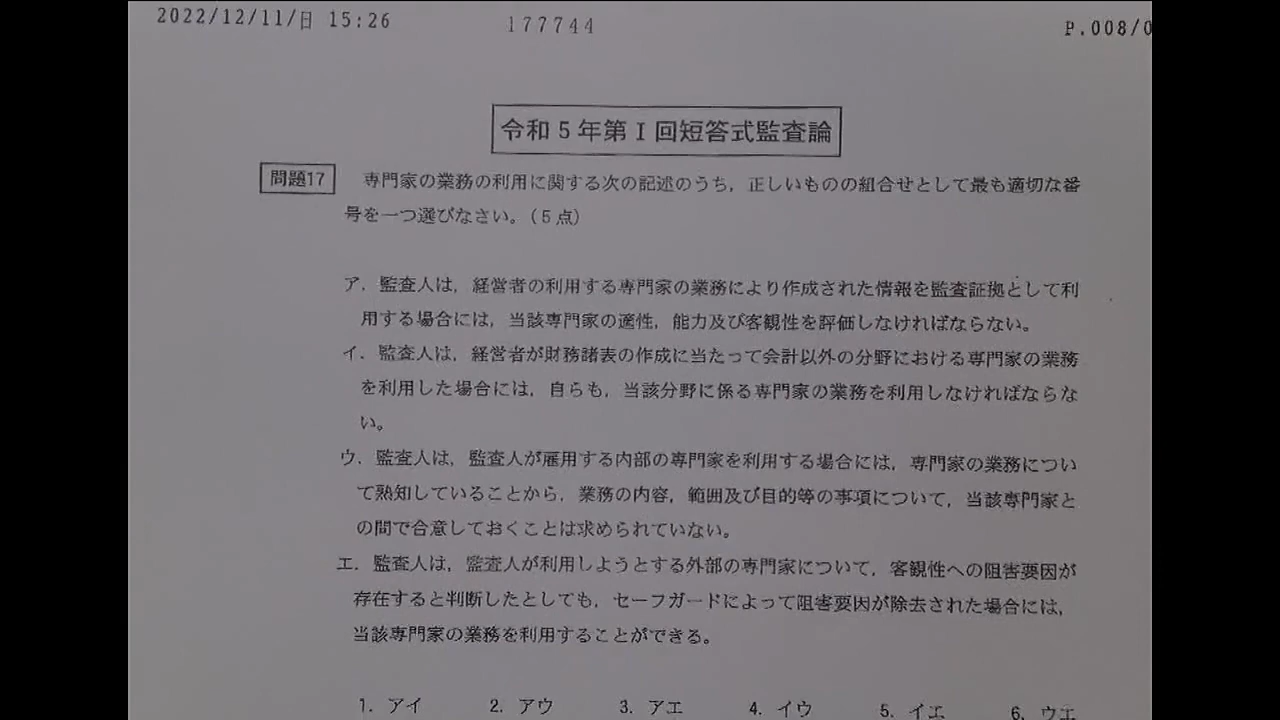 2022/12/11/日 15:26 177744 P.008/0
令和5年第Ⅰ回短答式監査論
問題17 専門家の業務の利用に関する次の記述のうち，正しいものの組合せとして最も適切な番
号を一つ選びなさい。（5点）
ア．監査人は，経営者の利用する専門家の業務により作成された情報を監査証拠として利
用する場合には，当該専門家の適性，能力及び客観性を評価しなければならない。
イ．監査人は，経営者が財務諸表の作成に当たって会計以外の分野における専門家の業務
を利用した場合には，自らも，当該分野に係る専門家の業務を利用しなければならな
い。
ウ．監査人は，監査人が雇用する内部の専門家を利用する場合には，専門家の業務につい
て熟知していることから，業務の内容，範囲及び目的等の事項について，当該専門家と
の間で合意しておくことは求められていない。
エ．監査人は，監査人が利用しようとする外部の専門家について，客観性への阻害要因が
存在すると判断したとしても，セーフガードによって阻害要因が除去された場合には，
当該専門家の業務を利用することができる。
1．アイ 2．アウ 3．アエ 4．イウ 5．イエ 6．ウエ